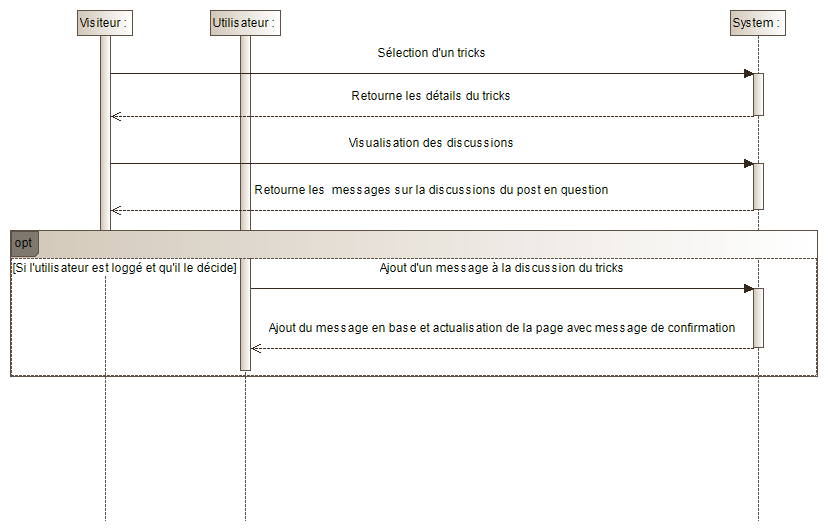 Visiteur :
Utilisateur :
System :
Sélection d'un tricks
Retourne les détails du tricks
Visualisation des discussions
Retourne les  messages sur la discussions du post en question
opt
[Si l'utilisateur est loggé et qu'il le décide]
Ajout d'un message à la discussion du tricks
Ajout du message en base et actualisation de la page avec message de confirmation